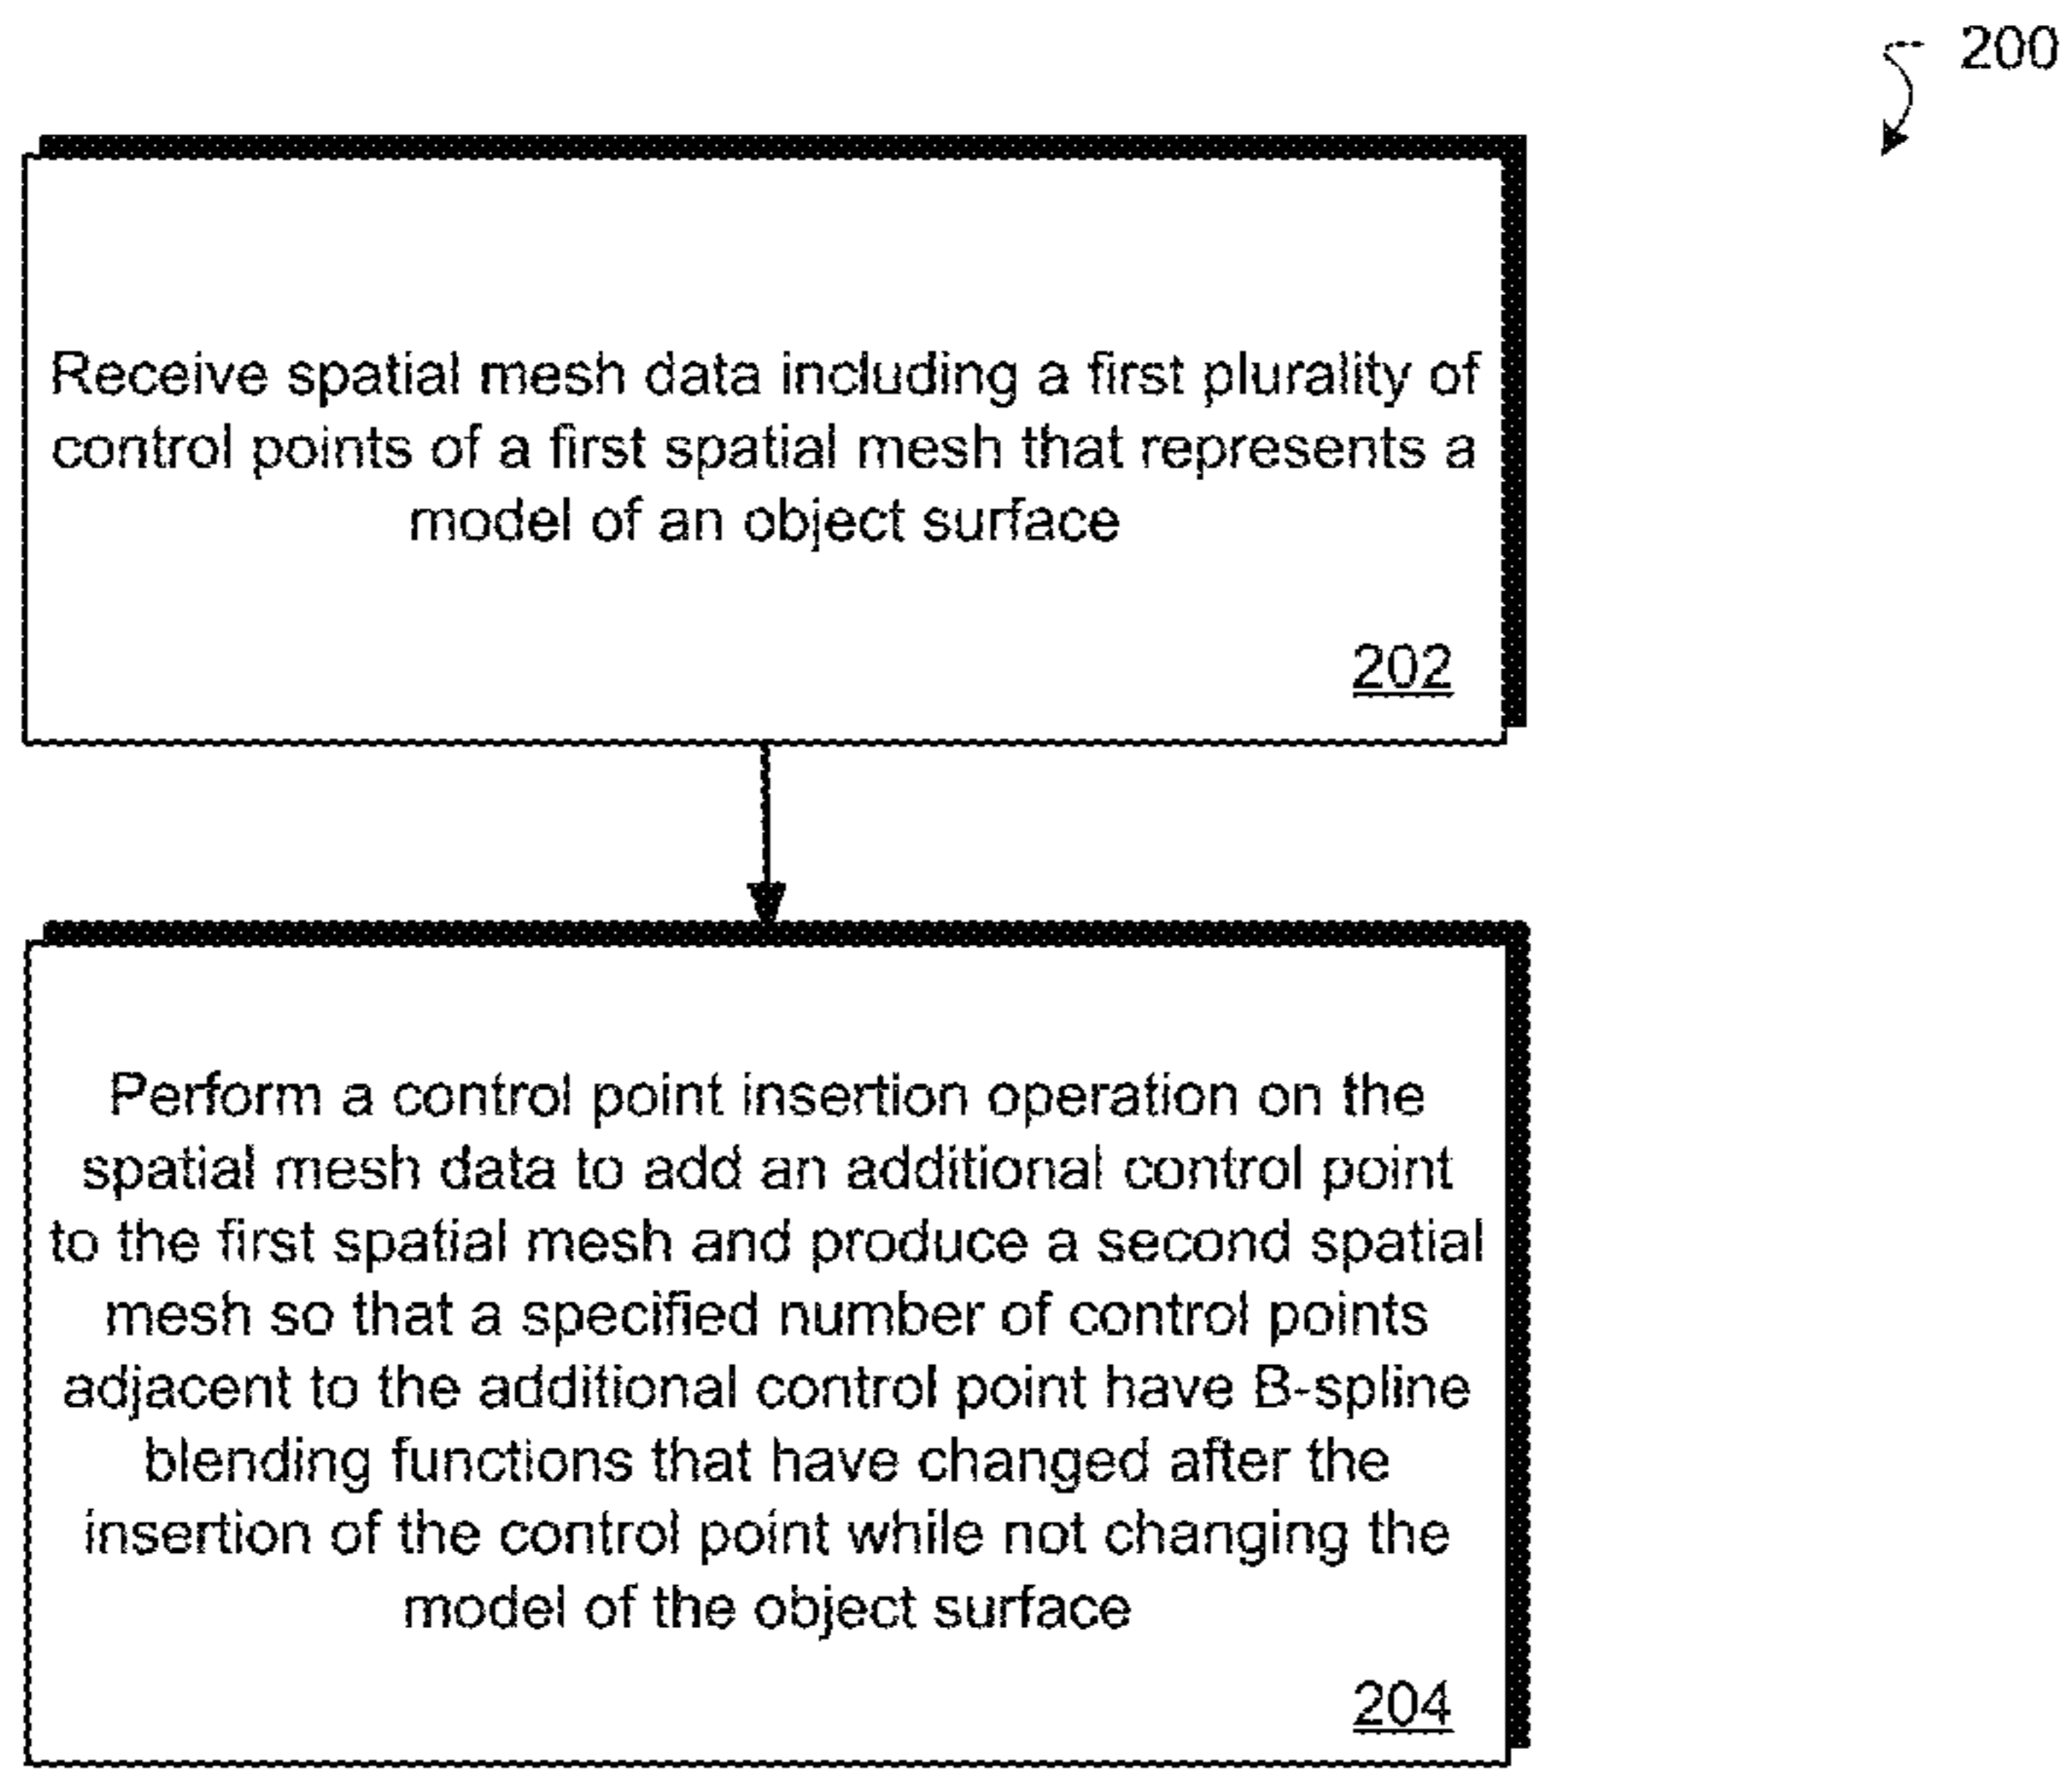 200
Receive spatial mesh data including a first plurality of
control points of a first spatial mesh that represents a
model of an object surface
202
Perform a control point insertion operation on the
spatial mesh data to add an additional control point
to the first spatial mesh and produce a second spatial
mesh so that a specified number of control points
adjacent to the additional control point have B-spline
blending functions that have changed after the
insertion of the control point while not changing the
model of the object surface
204